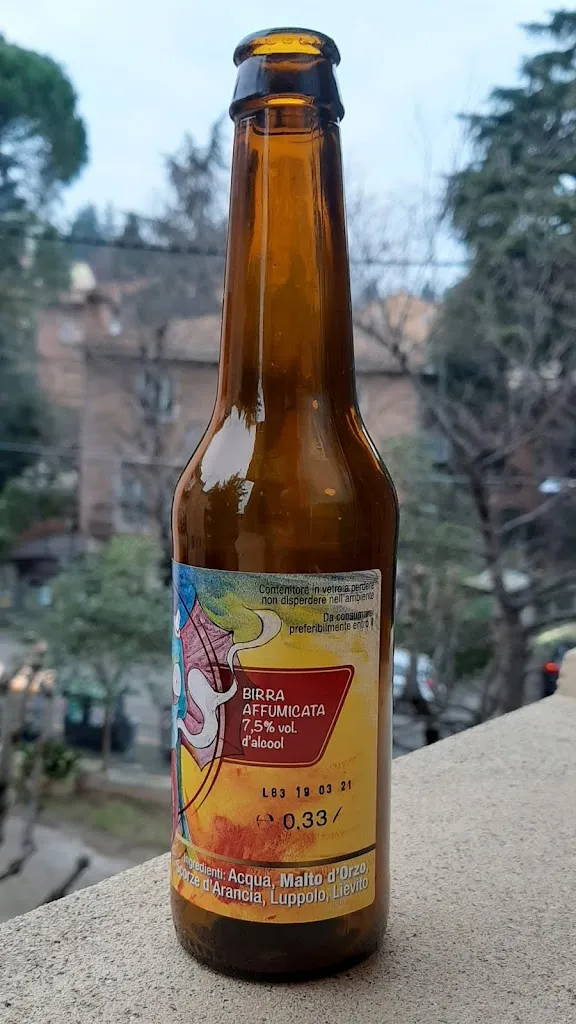 Contenitore in vetro a perdere
non disperdere nell'ambiente
Da consumarsi
preferibilmente entro il
BIRRA
AFFUMICATA
7,5% vol.
d'alcool
L83 19 03 21
℮ 0,33 l
Ingredienti: Acqua, Malto d'Orzo,
Scorze d'Arancia, Luppolo, Lievito